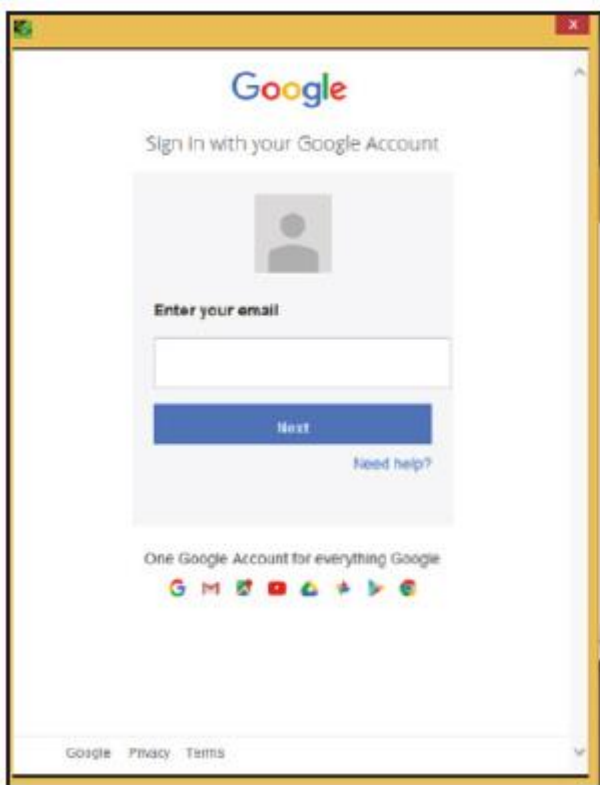 x
Google
Sign in with your Google Account
Enter your email
Next
Need help?
One Google Account for everything Google
Google Privacy Terms